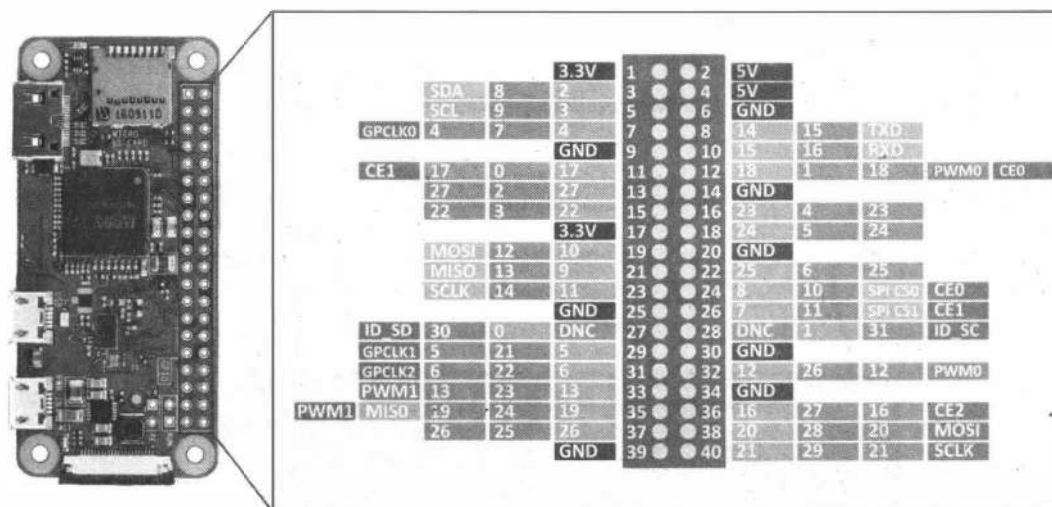 3.3V 1 2 5V
SDA 8 2 3 4 5V
SCL 9 3 5 6 GND
GPCLK0 4 7 4 7 8 14 15 TXD
GND 9 10 15 16 RXD
CE1 17 0 17 11 12 18 1 18 PWM0 CE0
27 2 27 13 14 GND
22 3 22 15 16 23 4 23
3.3V 17 18 24 5 24
MOSI 12 10 19 20 GND
MISO 13 9 21 22 25 6 25
SCLK 14 11 23 24 8 10 SPI CS0 CE0
GND 25 26 7 11 SPI CS1 CE1
ID_SD 30 0 DNC 27 28 DNC 1 31 ID_SC
GPCLK1 5 21 5 29 30 GND
GPCLK2 6 22 6 31 32 12 26 12 PWM0
PWM1 13 23 13 33 34 GND
PWM1 MISO 19 24 19 35 36 16 27 16 CE2
26 25 26 37 38 20 28 20 MOSI
GND 39 40 21 29 21 SCLK
GPIO